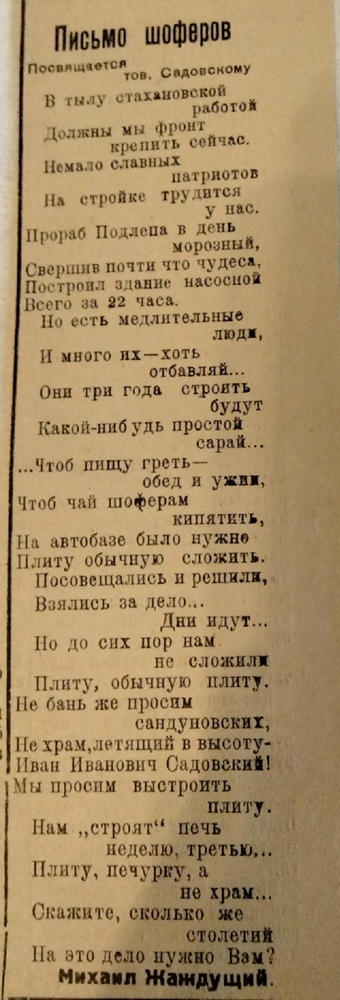 Письмо шоферов
Посвящается
тов. Садовскому
В тылу стахановской
работой
Должны мы фронт
крепить сейчас.
Немало славных
патриотов
На стройке трудится
у нас.
Прораб Подлепа в день
морозный,
Свершив почти что чудеса,
Построил здание насосной
Всего за 22 часа.
Но есть медлительные
люди,
И много их—хоть
отбавляй...
Они три года строить
будут
Какой-нибудь простой
сарай...
...Чтоб пищу греть—
обед и ужин,
Чтоб чай шоферам
кипятить,
На автобазе было нужно
Плиту обычную сложить.
Посовещались и решили,
Взялись за дело...
Дни идут...
Но до сих пор нам
не сложили
Плиту, обычную плиту.
Не бань же просим
сандуновских,
Не храм,летящий в высоту-
Иван Иванович Садовский!
Мы просим выстроить
плиту.
Нам „строят“ печь
неделю, третью...
Плиту, печурку, а
не храм...
Скажите, сколько же
столетий
На это дело нужно Вам?
Михаил Жаждущий.